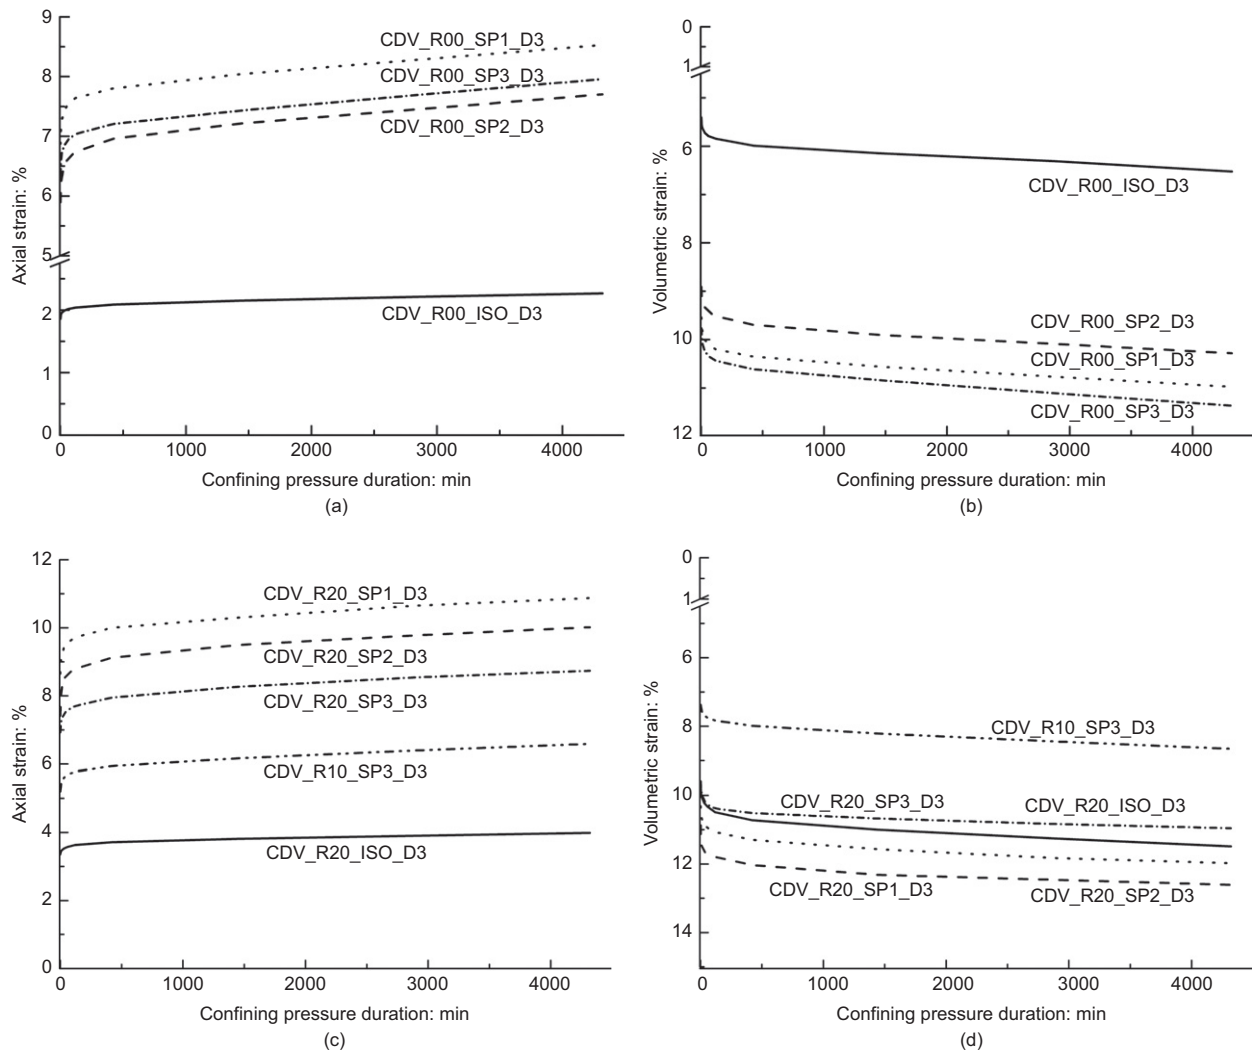 9
8
7
6
5
2
1
0
Axial strain: %
CDV_R00_SP1_D3
CDV_R00_SP3_D3
CDV_R00_SP2_D3
CDV_R00_ISO_D3
0 1000 2000 3000 4000
Confining pressure duration: min
(a)
0
1
6
8
10
12
Volumetric strain: %
CDV_R00_ISO_D3
CDV_R00_SP2_D3
CDV_R00_SP1_D3
CDV_R00_SP3_D3
0 1000 2000 3000 4000
Confining pressure duration: min
(b)
12
10
8
6
4
2
0
Axial strain: %
CDV_R20_SP1_D3
CDV_R20_SP2_D3
CDV_R20_SP3_D3
CDV_R10_SP3_D3
CDV_R20_ISO_D3
0 1000 2000 3000 4000
Confining pressure duration: min
(c)
0
1
6
8
10
12
14
Volumetric strain: %
CDV_R10_SP3_D3
CDV_R20_SP3_D3
CDV_R20_ISO_D3
CDV_R20_SP1_D3
CDV_R20_SP2_D3
0 1000 2000 3000 4000
Confining pressure duration: min
(d)